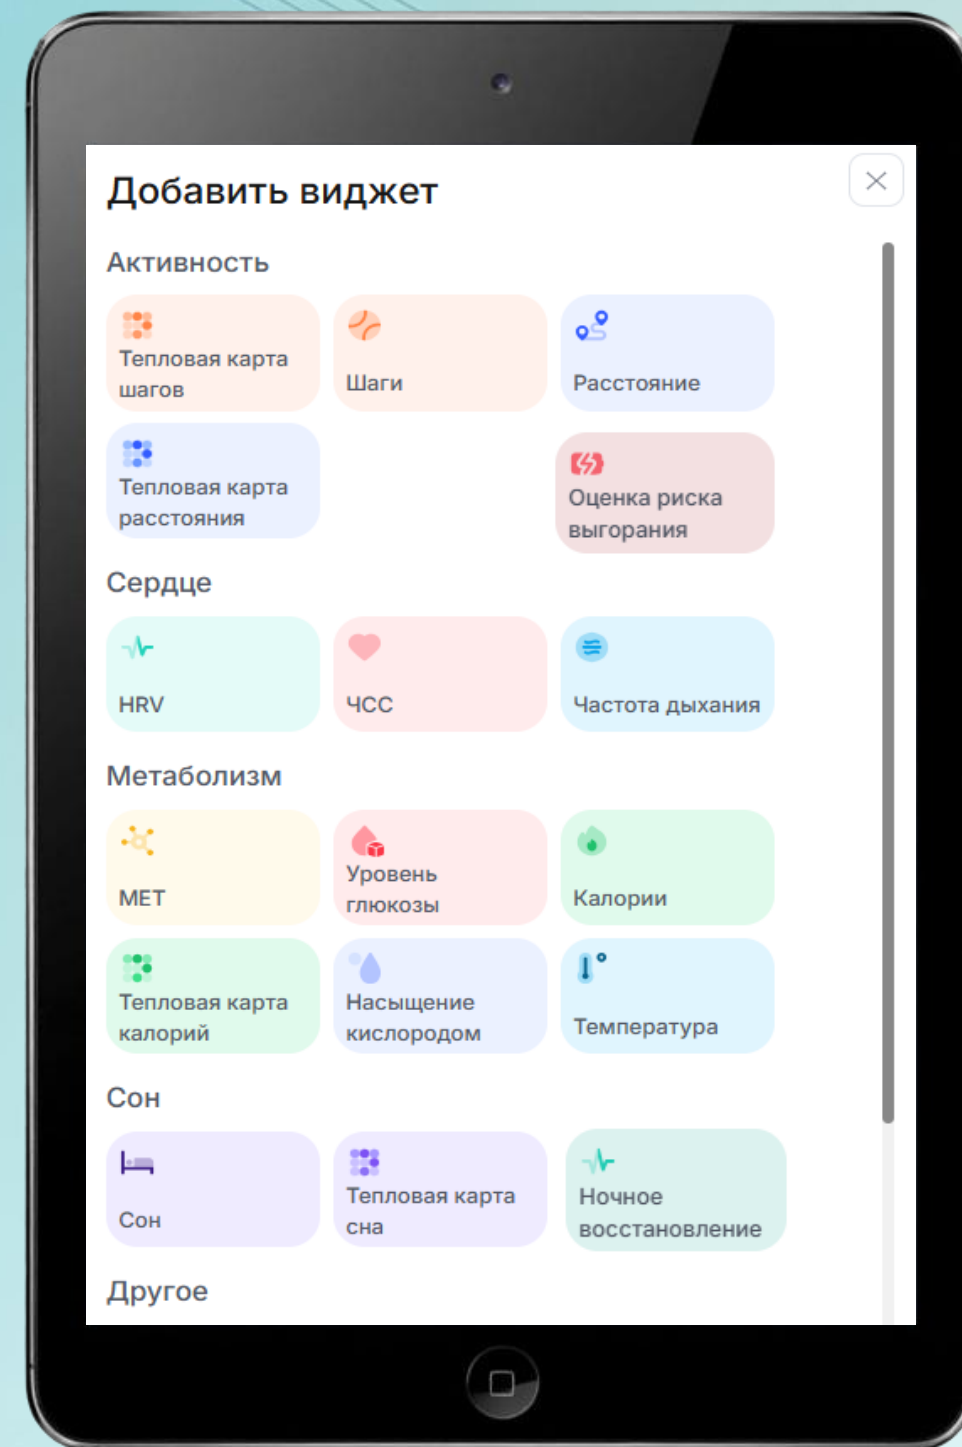 Добавить виджет
Активность
Тепловая карта
шагов
Шаги
Расстояние
Тепловая карта
расстояния
Оценка риска
выгорания
Сердце
HRV
ЧСС
Частота дыхания
Метаболизм
MET
Уровень
глюкозы
Калории
Тепловая карта
калорий
Насыщение
кислородом
Температура
Сон
Сон
Тепловая карта
сна
Ночное
восстановление
Другое